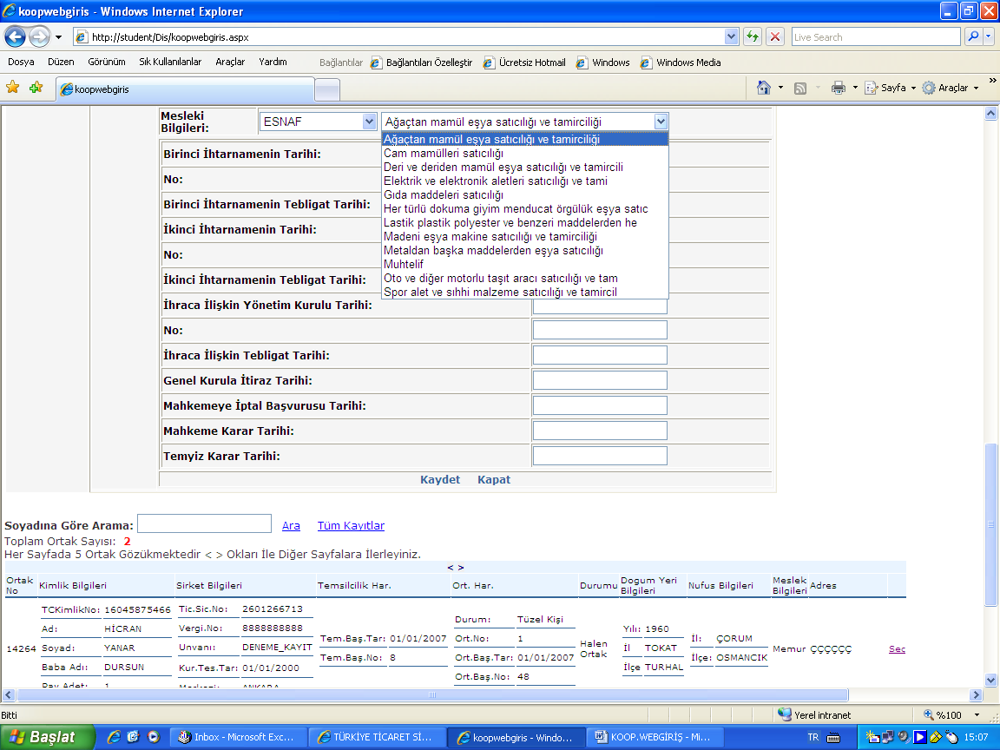 koopwebgiris - Windows Internet Explorer
http://student/Dis/koopwebgiris.aspx
Live Search
Dosya Düzen Görünüm Sık Kullanılanlar Araçlar Yardım Bağlantılar Bağlantıları Özelleştir Ücretsiz Hotmail Windows Windows Media
koopwebgiris
Sayfa Araçlar
Mesleki Bilgileri:
ESNAF
Ağaçtan mamül eşya satıcılığı ve tamirciliği
Ağaçtan mamül eşya satıcılığı ve tamirciliği
Cam mamülleri satıcılığı
Deri ve deriden mamül eşya satıcılığı ve tamircili
Elektrik ve elektronik aletleri satıcılığı ve tami
Gıda maddeleri satıcılığı
Her türlü dokuma giyim menducat örgülük eşya satıc
Lastik plastik polyester ve benzeri maddelerden he
Madeni eşya makine satıcılığı ve tamirciliği
Metaldan başka maddelerden eşya satıcılığı
Muhtelif
Oto ve diğer motorlu taşıt aracı satıcılığı ve tam
Spor alet ve sıhhi malzeme satıcılığı ve tamircil
Birinci İhtarnamenin Tarihi:
No:
Birinci İhtarnamenin Tebligat Tarihi:
İkinci İhtarnamenin Tarihi:
No:
İkinci İhtarnamenin Tebligat Tarihi:
İhraca İlişkin Yönetim Kurulu Tarihi:
No:
İhraca İlişkin Tebligat Tarihi:
Genel Kurula İtiraz Tarihi:
Mahkemeye İptal Başvurusu Tarihi:
Mahkeme Karar Tarihi:
Temyiz Karar Tarihi:
Kaydet Kapat
Soyadına Göre Arama: Ara Tüm Kayıtlar
Toplam Ortak Sayısı: 2
Her Sayfada 5 Ortak Gözükmektedir < > Okları İle Diğer Sayfalara İlerleyiniz.
< >
Ortak No Kimlik Bilgileri Sirket Bilgileri Temsilcilik Har. Ort. Har. Durumu Dogum Yeri Bilgileri Nufus Bilgileri Meslek Bilgileri Adres
14264
TCKimlikNo: 16045875466
Ad: HİCRAN
Soyad: YANAR
Baba Adı: DURSUN
Pay Adet: 1
Tic.Sic.No: 2601266713
Vergi.No: 8888888888
Unvanı: DENEME_KAYIT
Kur.Tes.Tar: 01/01/2000
Merkezi: ANKARA
Tem.Baş.Tar: 01/01/2007
Tem.Baş.No: 8
Durum: Tüzel Kişi
Ort.No: 1
Ort.Baş.Tar: 01/01/2007
Ort.Baş.No: 48
Halen Ortak
Yılı: 1960
İl TOKAT
İlçe TURHAL
İl: ÇORUM
İlçe: OSMANCIK
Memur
ÇÇÇÇÇÇ
Sec
Bitti
Yerel intranet
%100
Başlat
Inbox - Microsoft Exc...
TÜRKİYE TİCARET Sİ...
koopwebgiris - Windo...
KOOP.WEBGİRİŞ - Mi...
TR
15:07